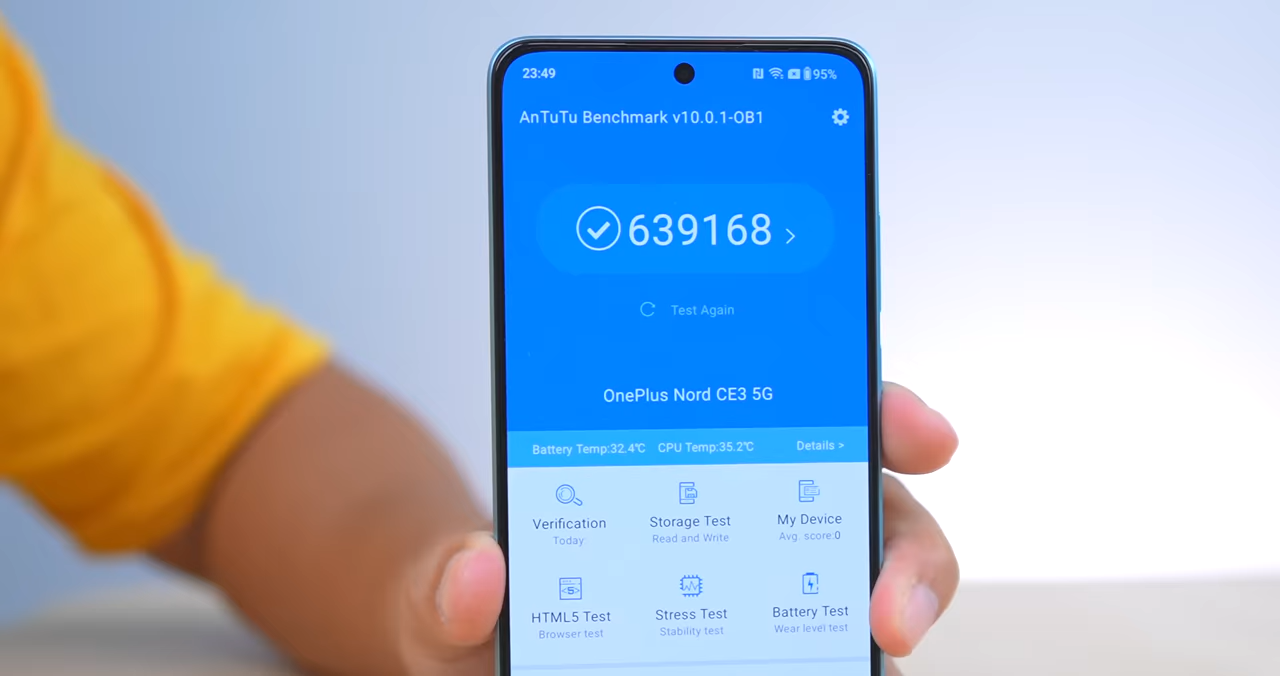 23:49 95%
AnTuTu Benchmark v10.0.1-OB1
639168 >
Test Again
OnePlus Nord CE3 5G
Battery Temp:32.4℃ CPU Temp:35.2℃ Details >
Verification Storage Test My Device
Today Read and Write Avg. score:0
HTML5 Test Stress Test Battery Test
Browser test Stability test Wear level test